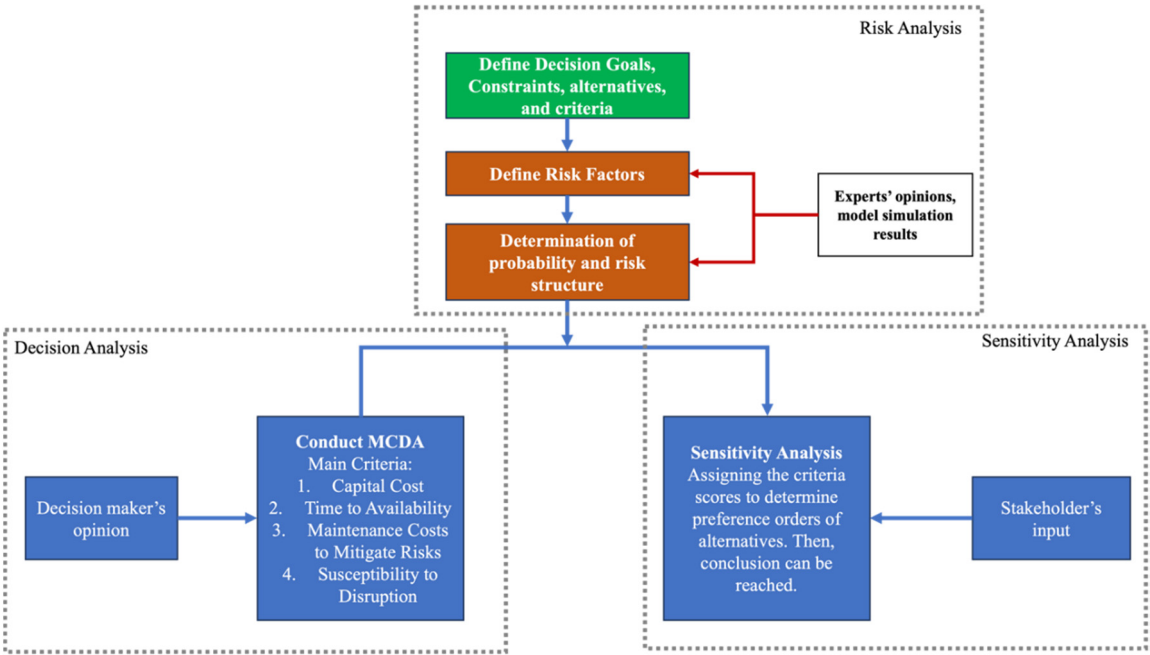 Risk Analysis
Define Decision Goals,
Constraints, alternatives,
and criteria
Define Risk Factors
Experts’ opinions,
model simulation
results
Determination of
probability and risk
structure
Decision Analysis
Sensitivity Analysis
Decision maker’s
opinion
Conduct MCDA
Main Criteria:
1. Capital Cost
2. Time to Availability
3. Maintenance Costs
to Mitigate Risks
4. Susceptibility to
Disruption
Sensitivity Analysis
Assigning the criteria
scores to determine
preference orders of
alternatives. Then,
conclusion can be
reached.
Stakeholder’s
input